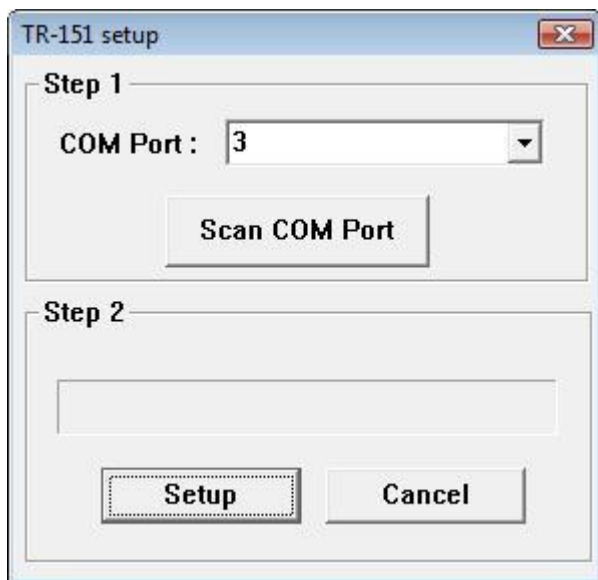 TR-151 setup
Step 1
COM Port :
3
Scan COM Port
Step 2
Setup
Cancel